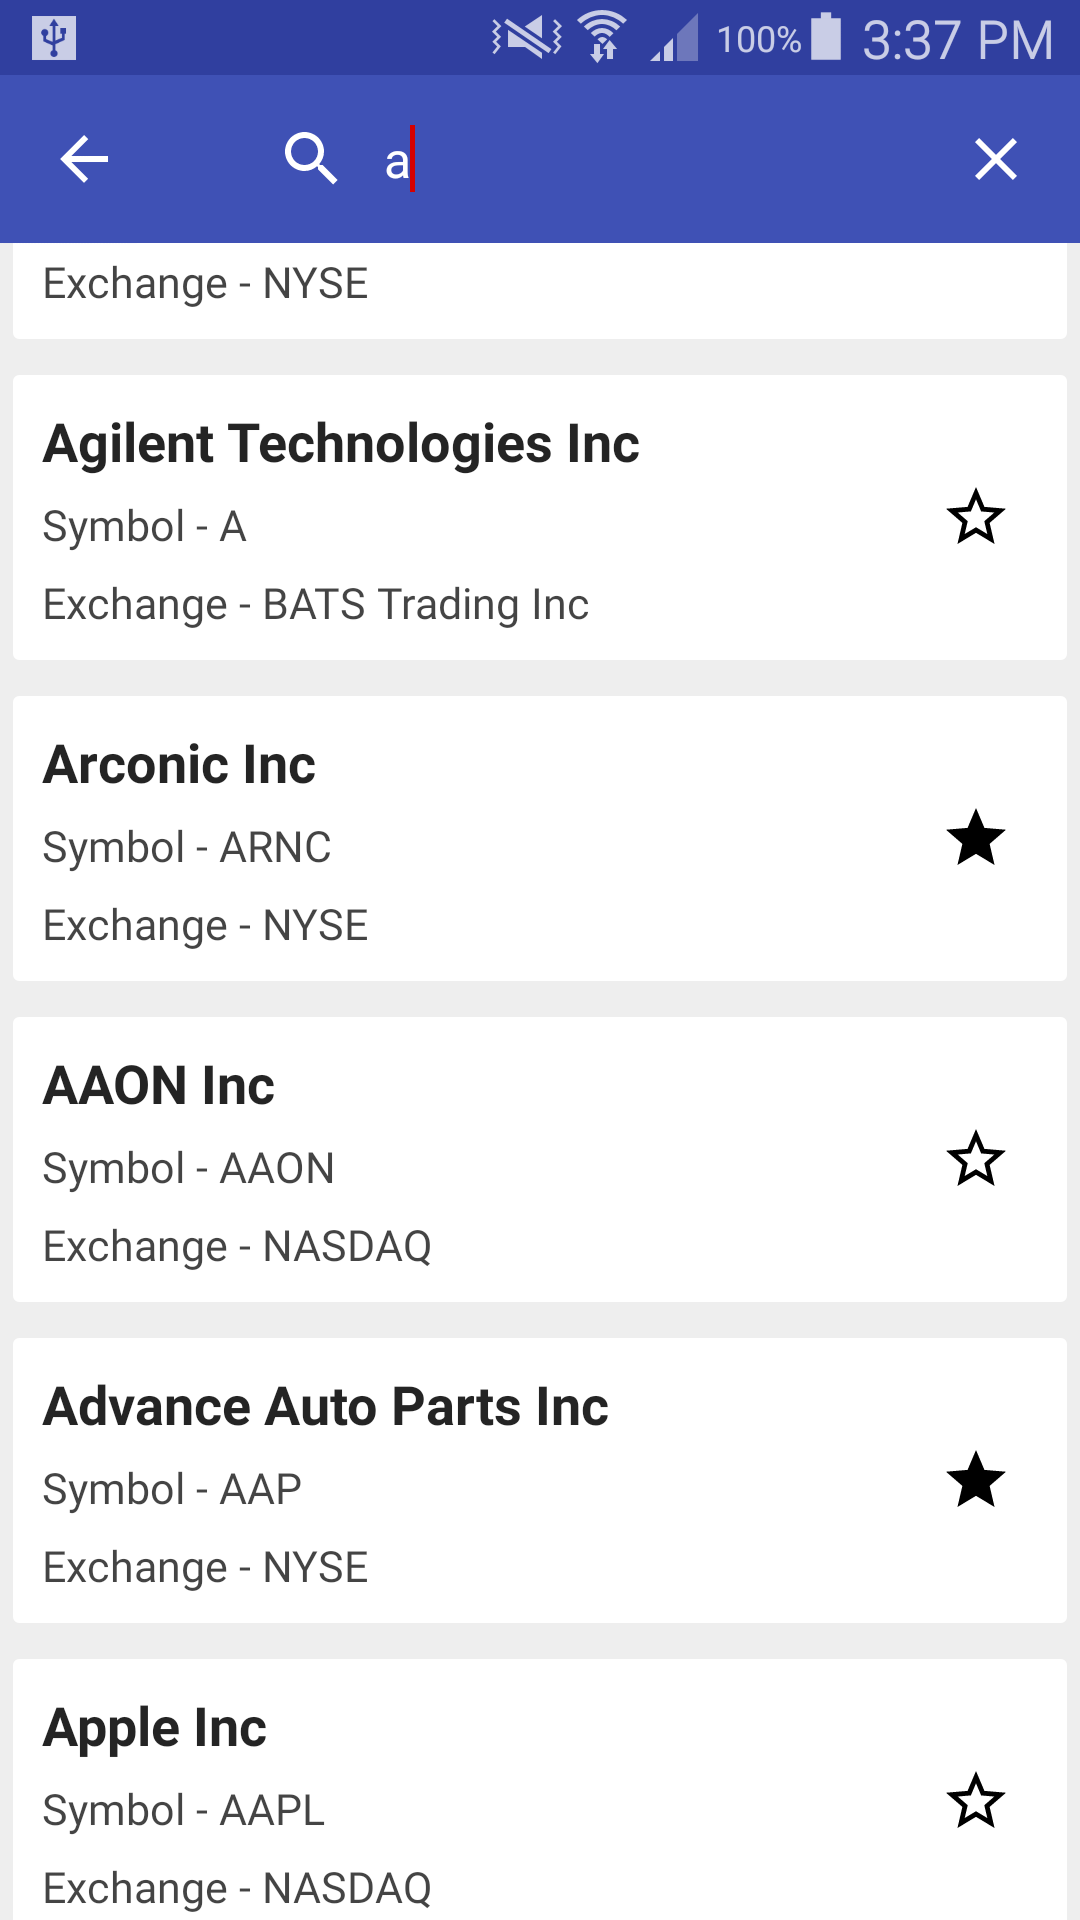 100% 3:37 PM
a
Exchange - NYSE
Agilent Technologies Inc
Symbol - A
Exchange - BATS Trading Inc
Arconic Inc
Symbol - ARNC
Exchange - NYSE
AAON Inc
Symbol - AAON
Exchange - NASDAQ
Advance Auto Parts Inc
Symbol - AAP
Exchange - NYSE
Apple Inc
Symbol - AAPL
Exchange - NASDAQ